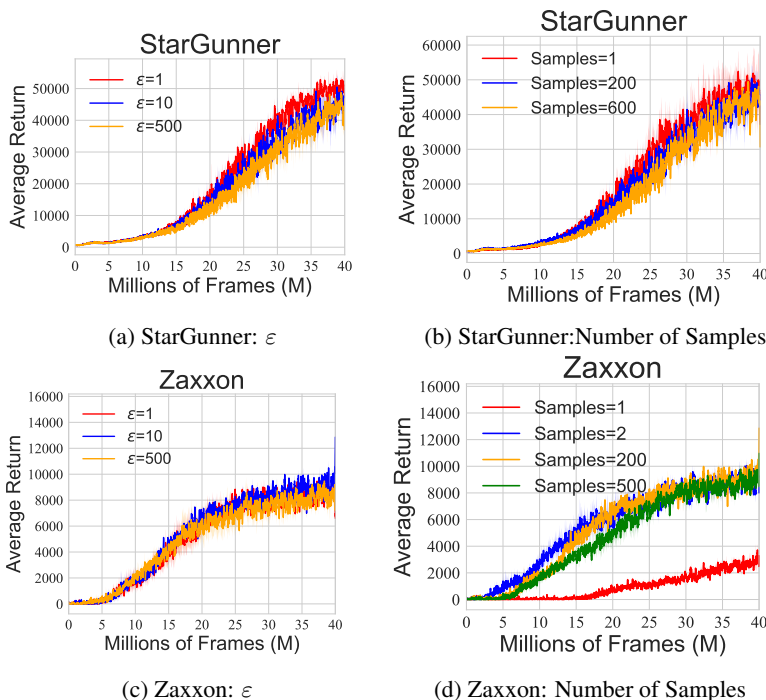 StarGunner
ε=1
ε=10
ε=500
50000
40000
30000
20000
10000
0
Average Return
0 5 10 15 20 25 30 35 40
Millions of Frames (M)
(a) StarGunner: ε
StarGunner
Samples=1
Samples=200
Samples=600
60000
50000
40000
30000
20000
10000
0
Average Return
0 5 10 15 20 25 30 35 40
Millions of Frames (M)
(b) StarGunner:Number of Samples
Zaxxon
ε=1
ε=10
ε=500
16000
14000
12000
10000
8000
6000
4000
2000
0
Average Return
0 5 10 15 20 25 30 35 40
Millions of Frames (M)
(c) Zaxxon: ε
Zaxxon
Samples=1
Samples=2
Samples=200
Samples=500
16000
14000
12000
10000
8000
6000
4000
2000
0
Average Return
0 5 10 15 20 25 30 35 40
Millions of Frames (M)
(d) Zaxxon: Number of Samples